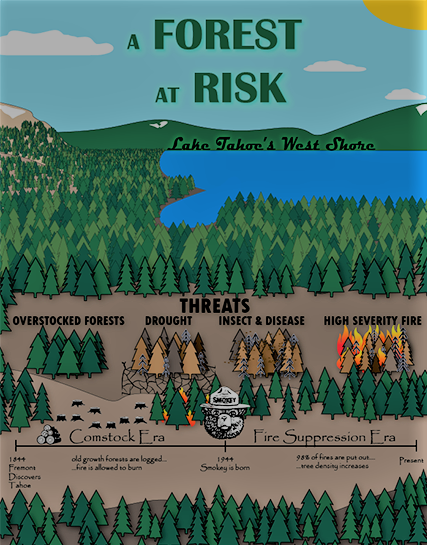 A FOREST
AT RISK
Lake Tahoe's West Shore
THREATS
OVERSTOCKED FORESTS DROUGHT INSECT & DISEASE HIGH SEVERITY FIRE
SMOKEY
Comstock Era Fire Suppression Era
1844
Fremont
Discovers
Tahoe
old growth forests are logged...
...fire is allowed to burn
1944
Smokey is born
98% of fires are put out....
...tree density increases
Present